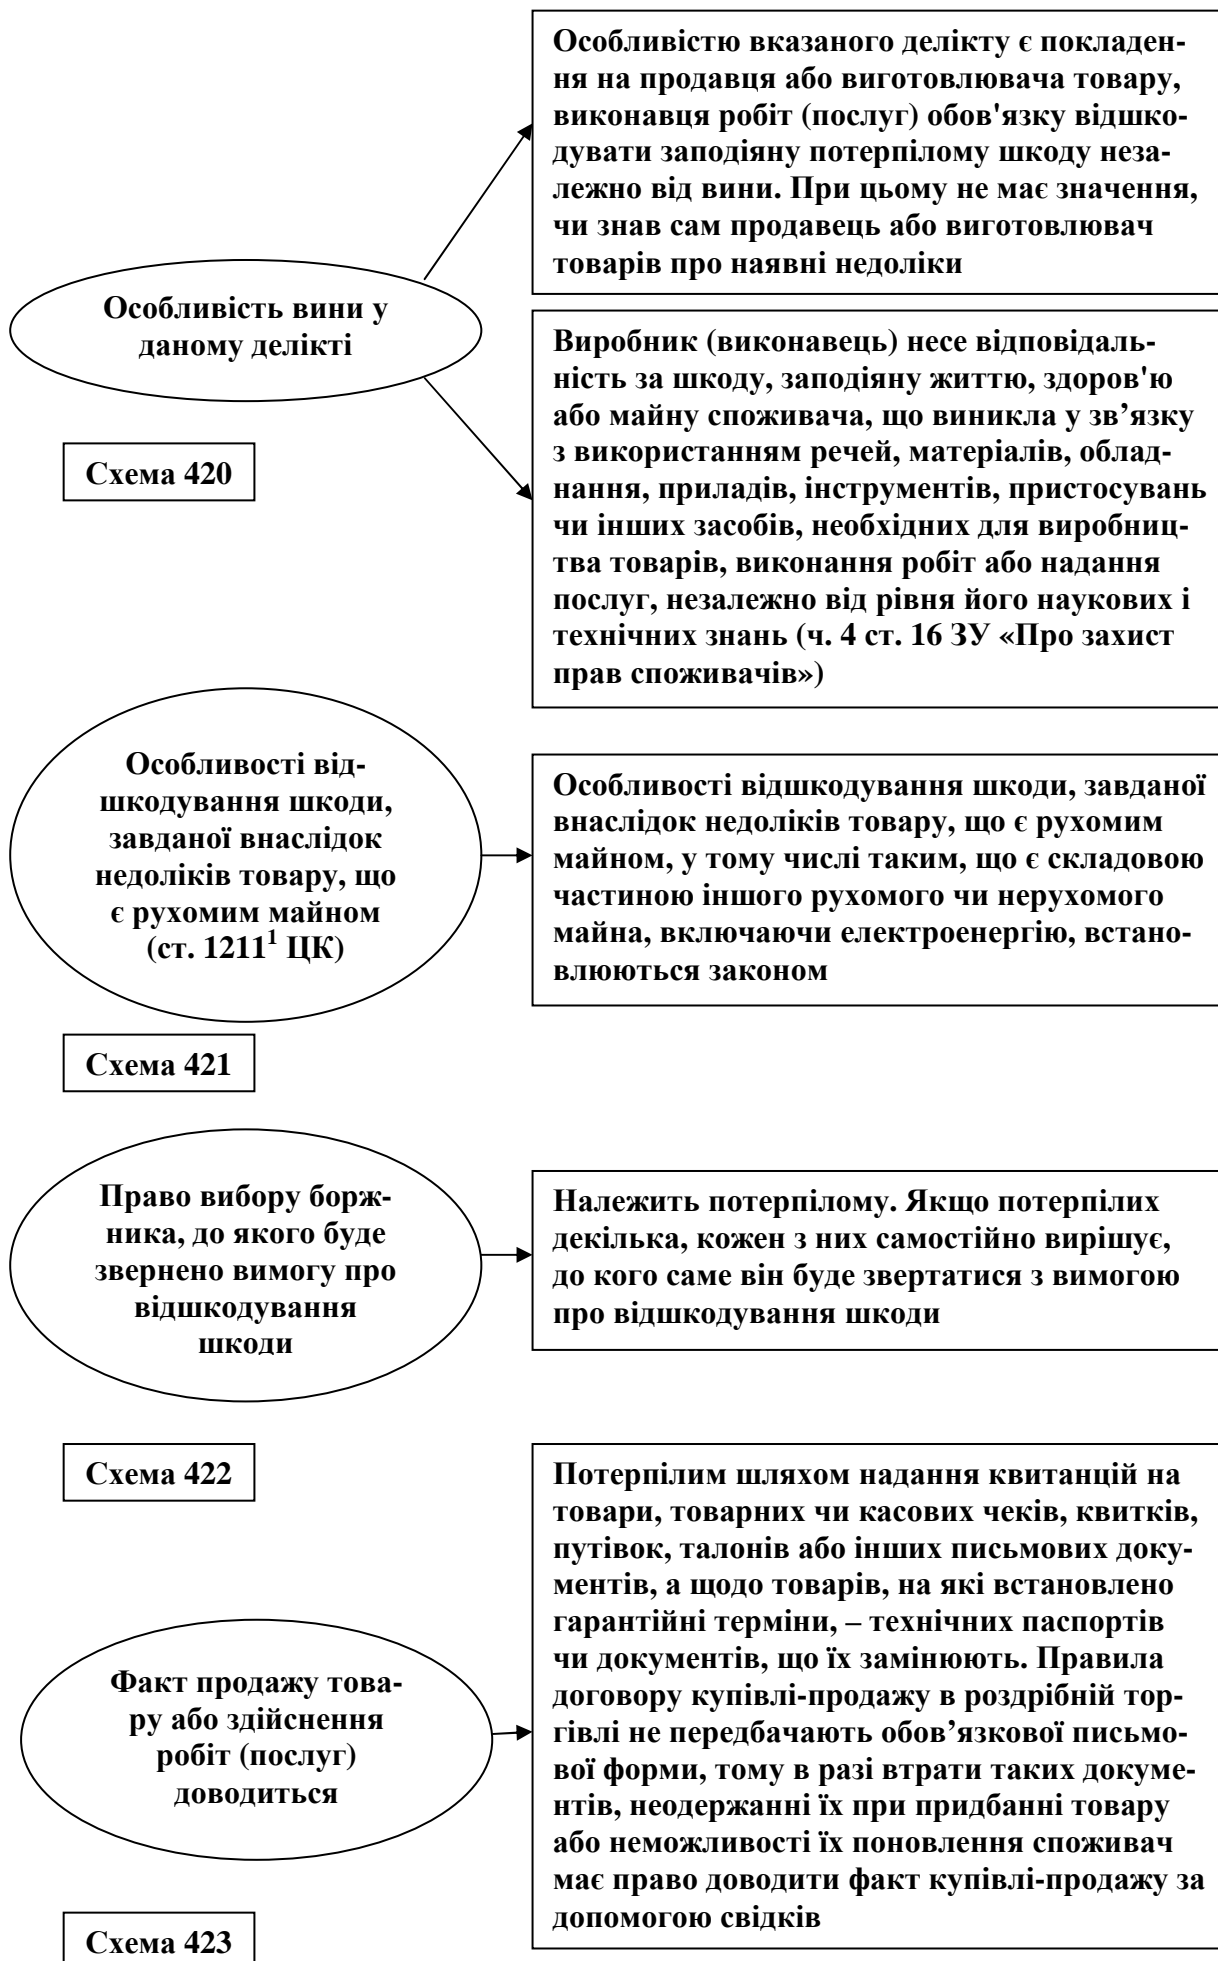 Особливістю вказаного делікту є покладен-
ня на продавця або виготовлювача товару,
виконавця робіт (послуг) обов'язку відшко-
дувати заподіяну потерпілому шкоду неза-
лежно від вини. При цьому не має значення,
чи знав сам продавець або виготовлювач
товарів про наявні недоліки
Особливість вини у
даному делікті
Виробник (виконавець) несе відповідаль-
ність за шкоду, заподіяну життю, здоров'ю
або майну споживача, що виникла у зв’язку
з використанням речей, матеріалів, облад-
нання, приладів, інструментів, пристосувань
чи інших засобів, необхідних для виробниц-
тва товарів, виконання робіт або надання
послуг, незалежно від рівня його наукових і
технічних знань (ч. 4 ст. 16 ЗУ «Про захист
прав споживачів»)
Схема 420
Особливості від-
шкодування шкоди,
завданої внаслідок
недоліків товару, що
є рухомим майном
(ст. 1211¹ ЦК)
Особливості відшкодування шкоди, завданої
внаслідок недоліків товару, що є рухомим
майном, у тому числі таким, що є складовою
частиною іншого рухомого чи нерухомого
майна, включаючи електроенергію, встано-
влюються законом
Схема 421
Право вибору борж-
ника, до якого буде
звернено вимогу про
відшкодування
шкоди
Належить потерпілому. Якщо потерпілих
декілька, кожен з них самостійно вирішує,
до кого саме він буде звертатися з вимогою
про відшкодування шкоди
Схема 422
Факт продажу това-
ру або здійснення
робіт (послуг)
доводиться
Потерпілим шляхом надання квитанцій на
товари, товарних чи касових чеків, квитків,
путівок, талонів або інших письмових доку-
ментів, а щодо товарів, на які встановлено
гарантійні терміни, – технічних паспортів
чи документів, що їх замінюють. Правила
договору купівлі-продажу в роздрібній тор-
гівлі не передбачають обов’язкової письмо-
вої форми, тому в разі втрати таких докуме-
нтів, неодержанні їх при придбанні товару
або неможливості їх поновлення споживач
має право доводити факт купівлі-продажу за
допомогою свідків
Схема 423